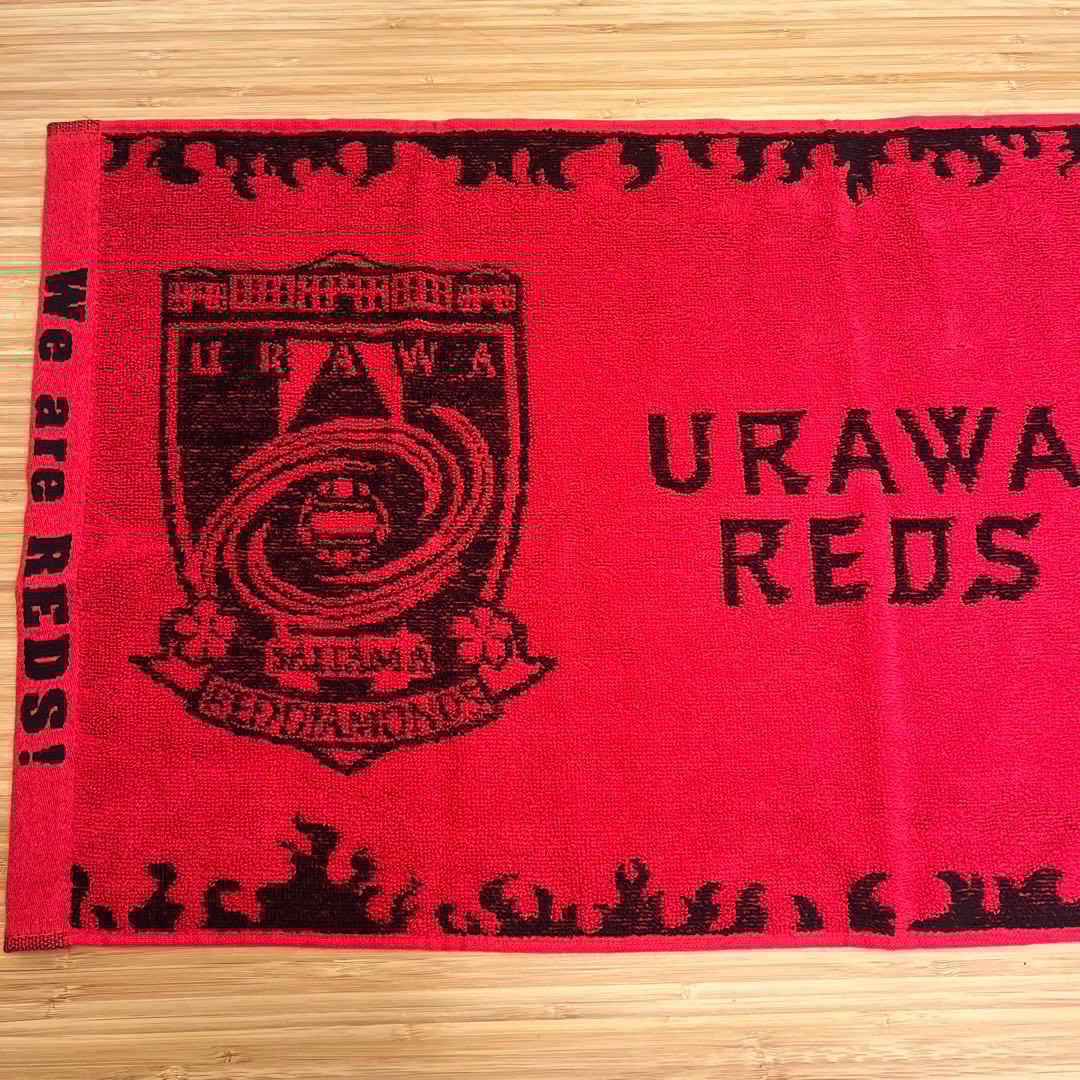 We are REDS!
URAWA
SAITAMA
REDDIAMONDS
URAWA
REDS